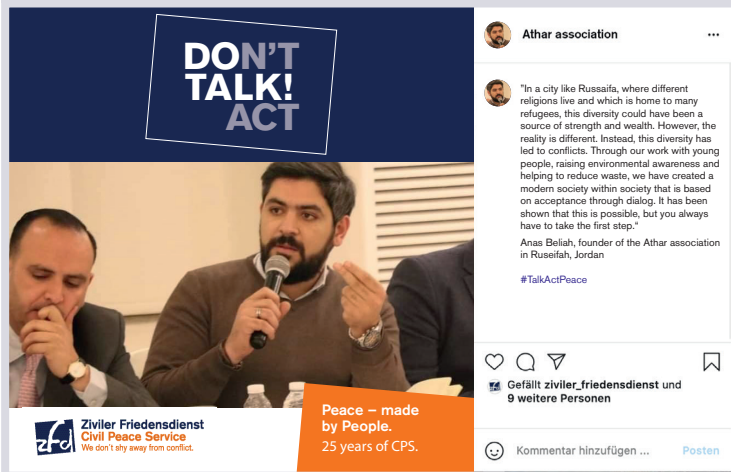 DON'T
TALK!
ACT
Ziviler Friedensdienst
Civil Peace Service
We don't shy away from conflict.
zfd
Peace – made
by People.
25 years of CPS.
Athar association
"In a city like Russaifa, where different
religions live and which is home to many
refugees, this diversity could have been a
source of strength and wealth. However, the
reality is different. Instead, this diversity has
led to conflicts. Through our work with young
people, raising environmental awareness and
helping to reduce waste, we have created a
modern society within society that is based
on acceptance through dialog. It has been
shown that this is possible, but you always
have to take the first step."
Anas Beliah, founder of the Athar association
in Ruseifah, Jordan
#TalkActPeace
Gefällt ziviler_friedensdienst und
9 weitere Personen
Kommentar hinzufügen ...
Posten